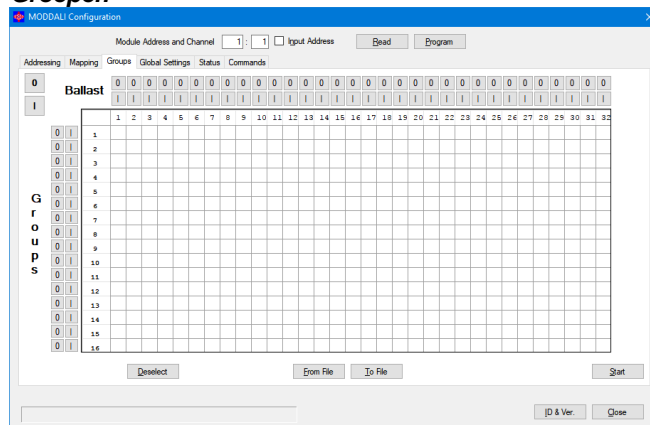 Groepen
MODDALI Configuration
Module Address and Channel 1 : 1 Input Address Read Program
Addressing Mapping Groups Global Settings Status Commands
0 Ballast 0 0 0 0 0 0 0 0 0 0 0 0 0 0 0 0 0 0 0 0 0 0 0 0 0 0 0 0 0 0 0 0
I I I I I I I I I I I I I I I I I I I I I I I I I I I I I I I I I
1 2 3 4 5 6 7 8 9 10 11 12 13 14 15 16 17 18 19 20 21 22 23 24 25 26 27 28 29 30 31 32
Groups
0 I 1
0 I 2
0 I 3
0 I 4
0 I 5
0 I 6
0 I 7
0 I 8
0 I 9
0 I 10
0 I 11
0 I 12
0 I 13
0 I 14
0 I 15
0 I 16
Deselect From File To File Start
ID & Ver. Close